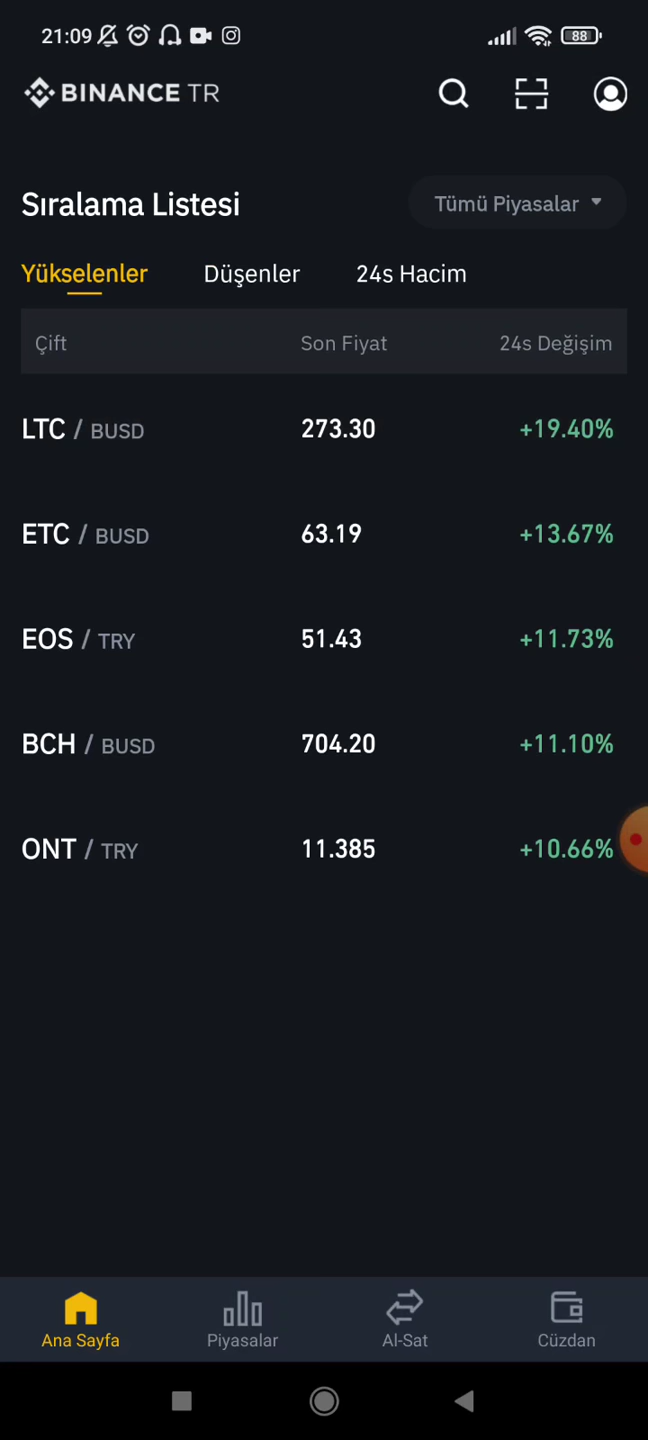 21:09 88
BINANCE TR
Sıralama Listesi Tümü Piyasalar
Yükselenler Düşenler 24s Hacim
Çift Son Fiyat 24s Değişim
LTC / BUSD 273.30 +19.40%
ETC / BUSD 63.19 +13.67%
EOS / TRY 51.43 +11.73%
BCH / BUSD 704.20 +11.10%
ONT / TRY 11.385 +10.66%
Ana Sayfa Piyasalar Al-Sat Cüzdan